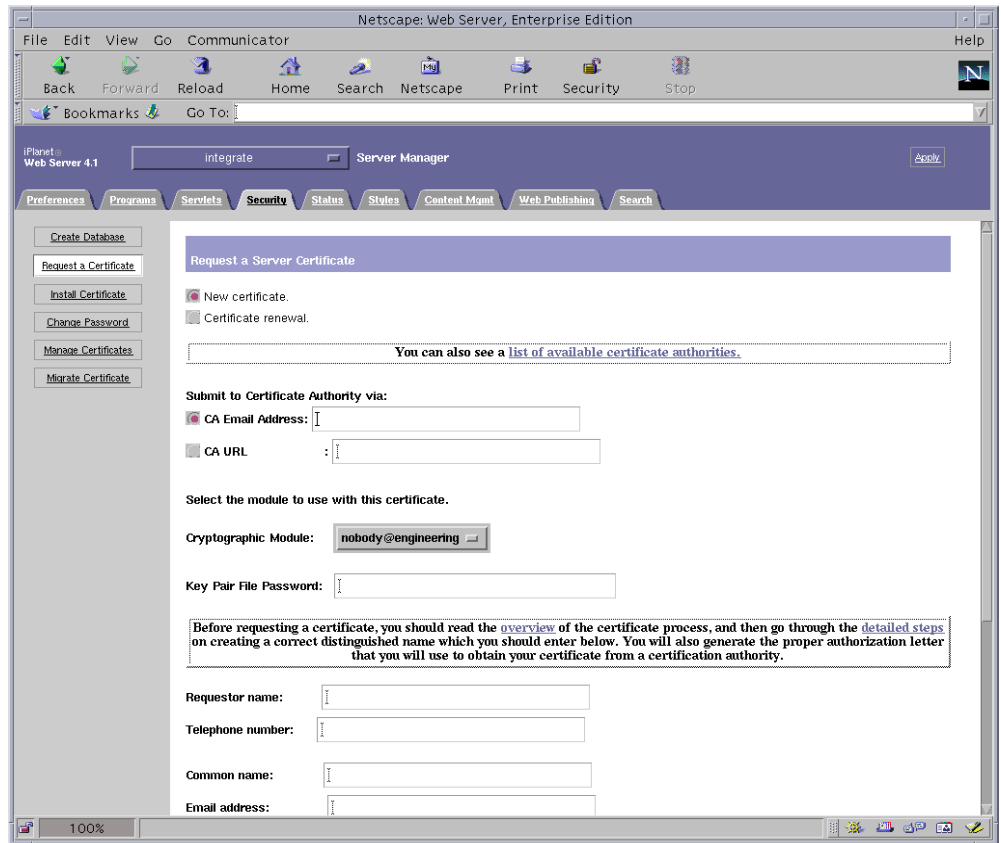 Netscape: Web Server, Enterprise Edition
File Edit View Go Communicator Help
Back Forward Reload Home Search Netscape Print Security Stop
My
N
Bookmarks Go To:
iPlanet
Web Server 4.1
integrate
Server Manager
Apply
Preferences Programs Servlets Security Status Styles Content Mgmt Web Publishing Search
Create Database
Request a Certificate
Install Certificate
Change Password
Manage Certificates
Migrate Certificate
Request a Server Certificate
New certificate.
Certificate renewal.
You can also see a list of available certificate authorities.
Submit to Certificate Authority via:
CA Email Address:
CA URL :
Select the module to use with this certificate.
Cryptographic Module: nobody@engineering
Key Pair File Password:
Before requesting a certificate, you should read the overview of the certificate process, and then go through the detailed steps
on creating a correct distinguished name which you should enter below. You will also generate the proper authorization letter
that you will use to obtain your certificate from a certification authority.
Requestor name:
Telephone number:
Common name:
Email address:
100%